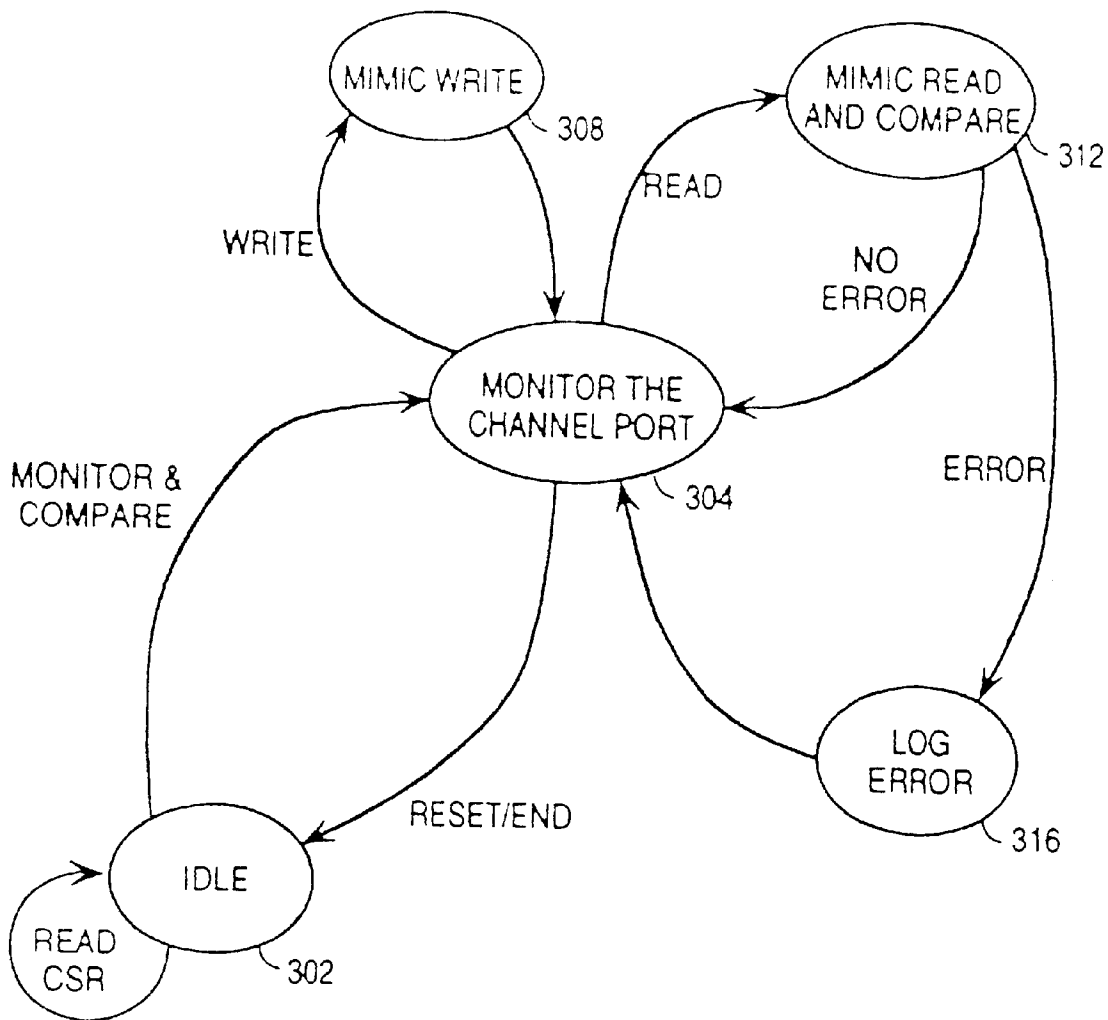 MIMIC WRITE
308
MIMIC READ
AND COMPARE
312
READ
WRITE
NO
ERROR
MONITOR THE
CHANNEL PORT
304
MONITOR &
COMPARE
ERROR
LOG
ERROR
316
RESET/END
IDLE
302
READ
CSR